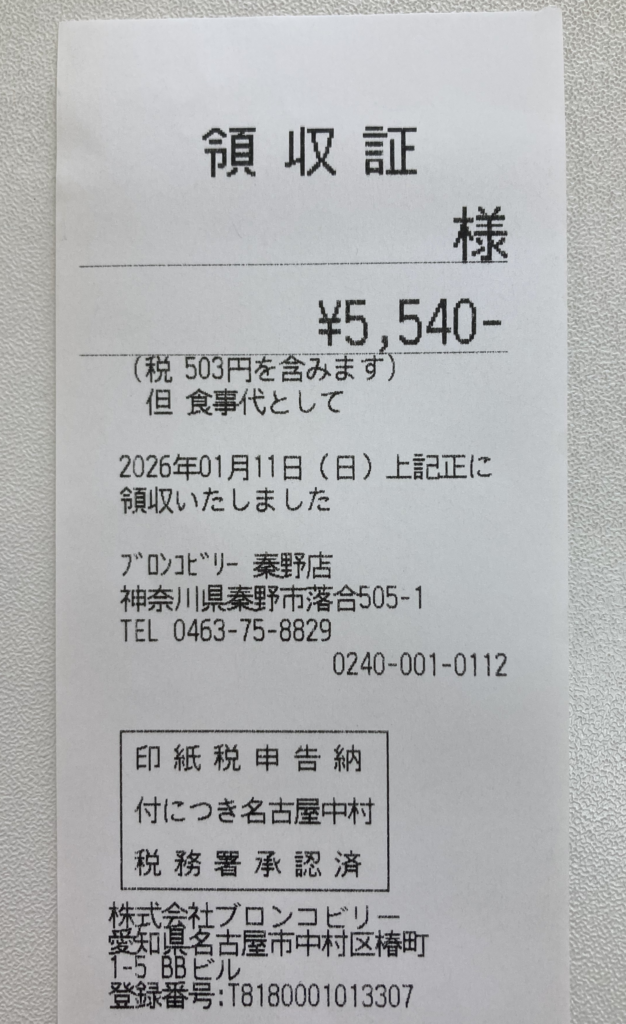 領収証
様
¥5,540-
(税 503円を含みます)
但 食事代として
2026年01月11日(日)上記正に
領収いたしました
ブロンコビリー 秦野店
神奈川県秦野市落合505-1
TEL 0463-75-8829
0240-001-0112
印紙税申告納
付につき名古屋中村
税務署承認済
株式会社ブロンコビリー
愛知県名古屋市中村区椿町
1-5 BBビル
登録番号:T8180001013307